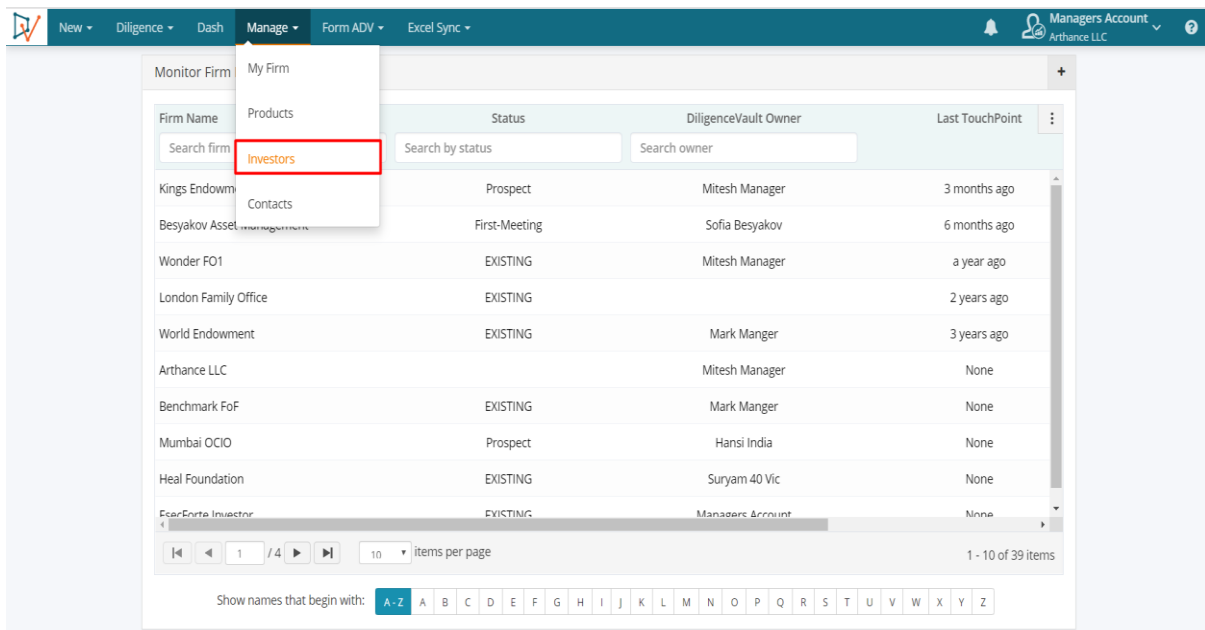 New Diligence Dash Manage Form ADV Excel Sync Managers Account
Arthance LLC
My Firm
Products
Investors
Contacts
Monitor Firm
Firm Name Status DiligenceVault Owner Last TouchPoint
Search firm Search by status Search owner
Kings Prospect Mitesh Manager 3 months ago
Besyakov Asset Management First-Meeting Sofia Besyakov 6 months ago
Wonder FO1 EXISTING Mitesh Manager a year ago
London Family Office EXISTING 2 years ago
World Endowment EXISTING Mark Manger 3 years ago
Arthance LLC Mitesh Manager None
Benchmark FoF EXISTING Mark Manger None
Mumbai OCIO Prospect Hansi India None
Heal Foundation EXISTING Suryam 40 Vic None
EsecForte Investor EXISTING Managers Account None
1 / 4 10 items per page 1 - 10 of 39 items
Show names that begin with: A - Z A B C D E F G H I J K L M N O P Q R S T U V W X Y Z